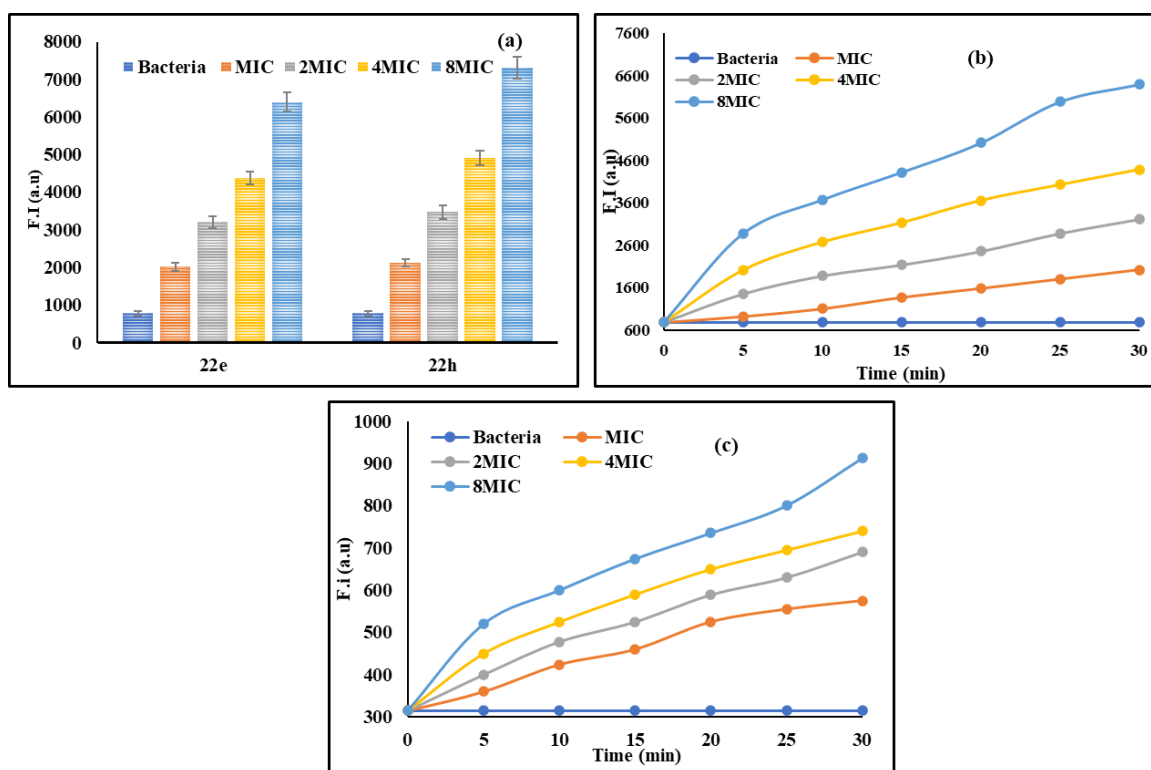 (a)
8000
Bacteria MIC 2MIC 4MIC 8MIC
7000
6000
5000
4000
3000
2000
1000
0
F.I (a.u)
22e 22h
(b)
7600
Bacteria MIC
2MIC 4MIC
8MIC
6600
5600
4600
3600
2600
1600
600
F.I (a.u)
0 5 10 15 20 25 30
Time (min)
(c)
1000
Bacteria MIC
2MIC 4MIC
8MIC
900
800
700
600
500
400
300
F.i (a.u)
0 5 10 15 20 25 30
Time (min)